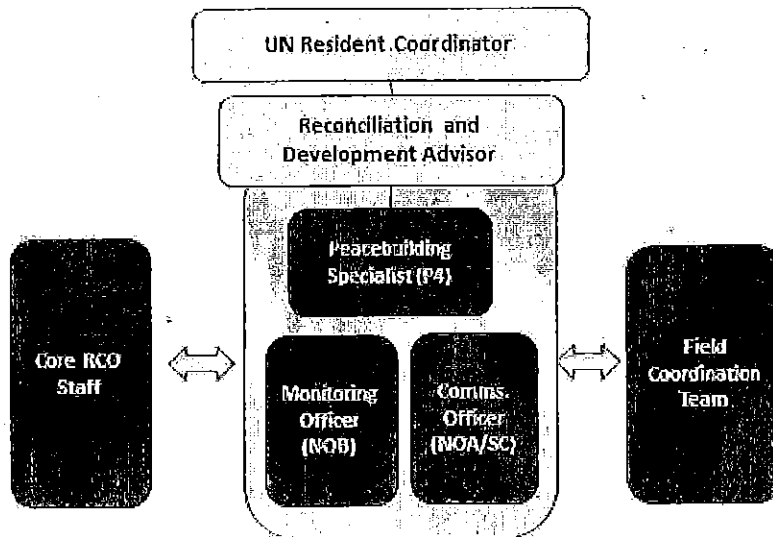 UN Resident Coordinator
Reconciliation and
Development Advisor
Peacebuilding
Specialist (P4)
Core RCO
Staff
Monitoring
Officer
(NOB)
Comms.
Officer
(NOA/SC)
Field
Coordination
Team